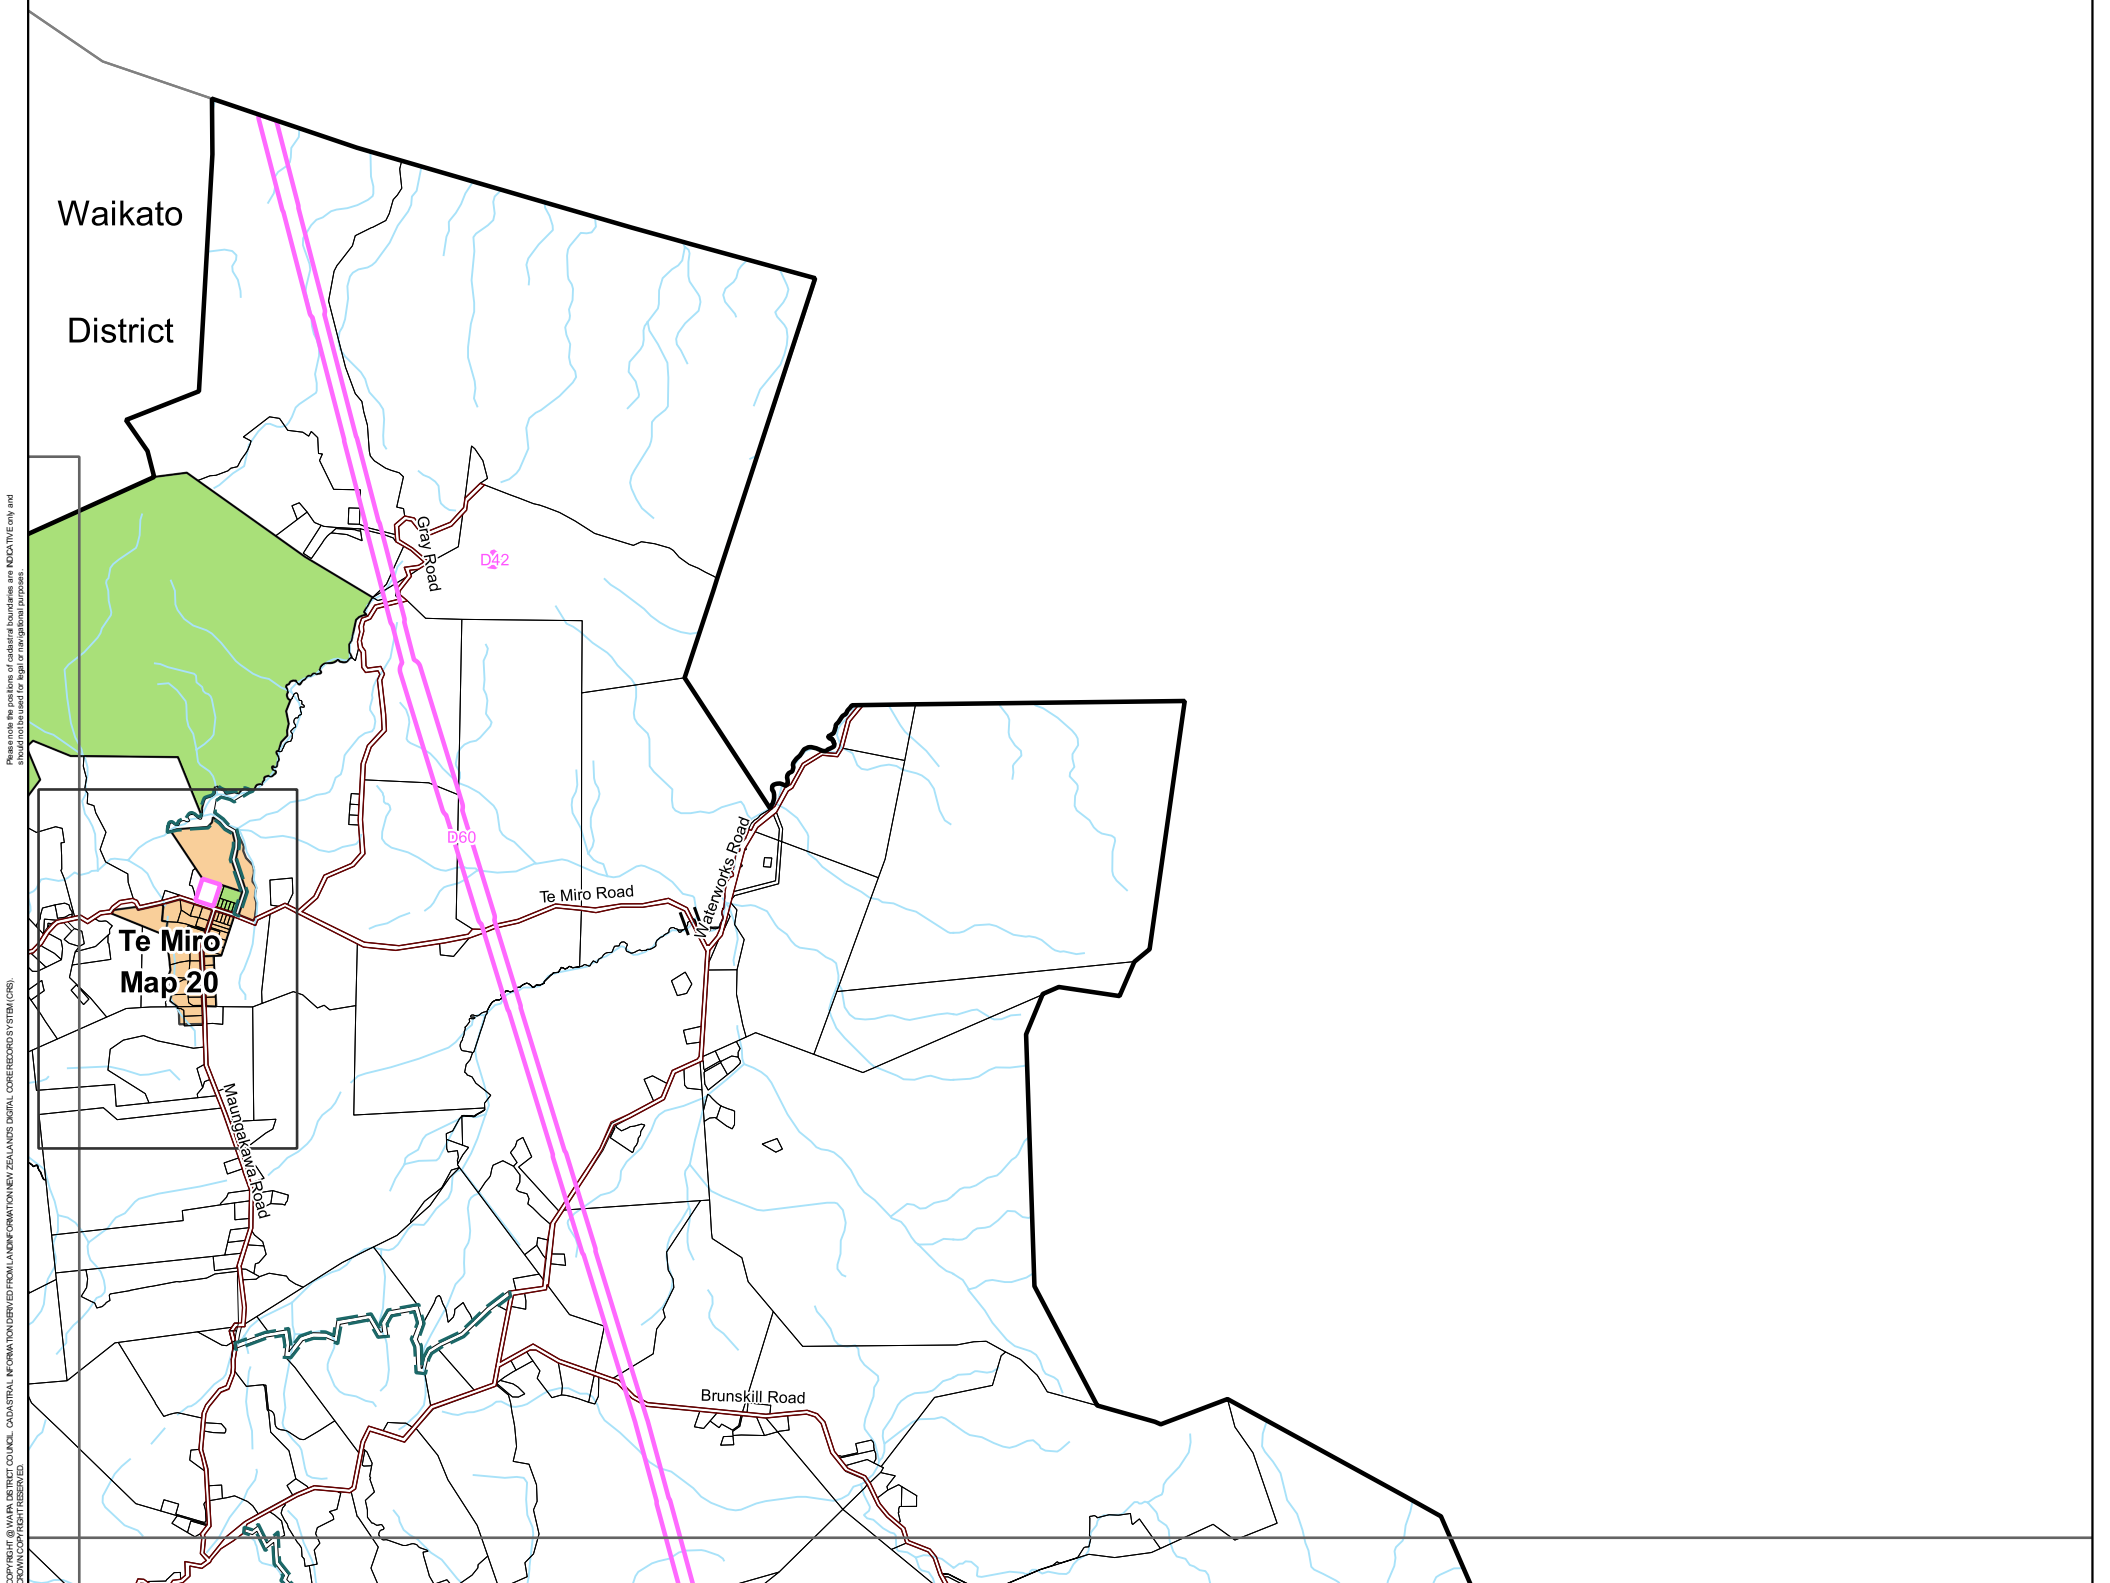 Waikato
District
Gray Road
D42
D60
Te Miro Road
Waterworks Road
Te Miro
Map 20
Maungakawa Road
Brunskill Road
Please note the positions of cadastral boundaries are INDICATIVE only and
should not be used for legal or navigational purposes.
COPYRIGHT @ WAIPA DISTRICT COUNCIL. CADASTRAL INFORMATION DERIVED FROM LAND INFORMATION NEW ZEALANDS DIGITAL CORE RECORD SYSTEM (CRS).
CROWN COPYRIGHT RESERVED.